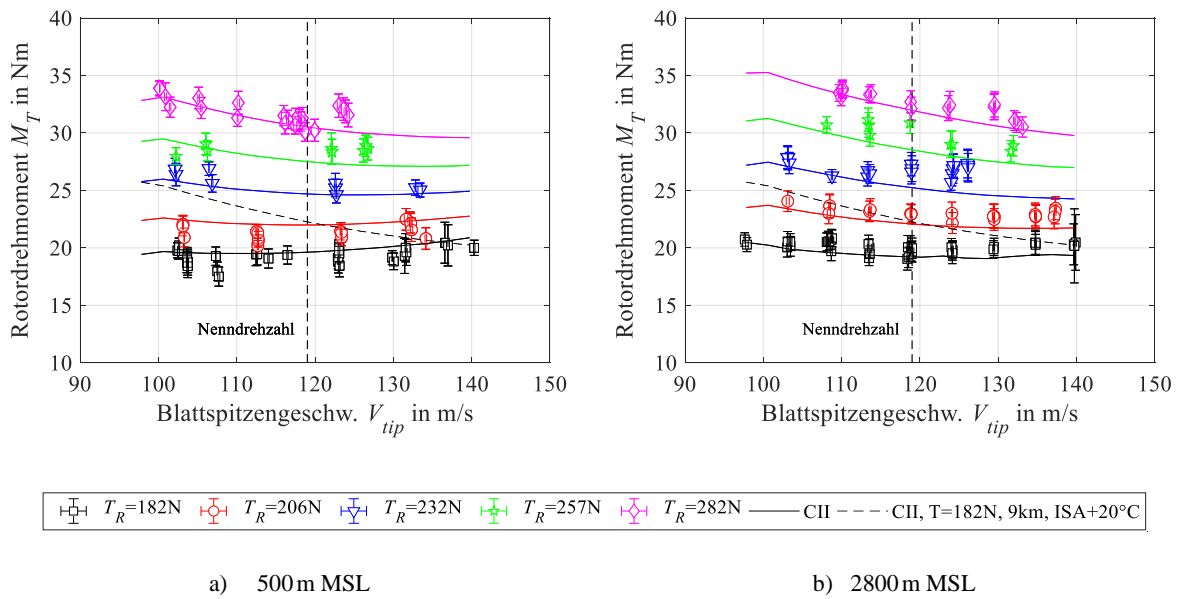 40
35
30
25
20
15
10
Rotordrehmoment M_T in Nm
Nenndrehzahl
90 100 110 120 130 140 150
Blattspitzengeschw. V_tip in m/s
40
35
30
25
20
15
10
Rotordrehmoment M_T in Nm
Nenndrehzahl
90 100 110 120 130 140 150
Blattspitzengeschw. V_tip in m/s
T_R=182N T_R=206N T_R=232N T_R=257N T_R=282N CII CII, T=182N, 9km, ISA+20°C
a) 500 m MSL
b) 2800 m MSL